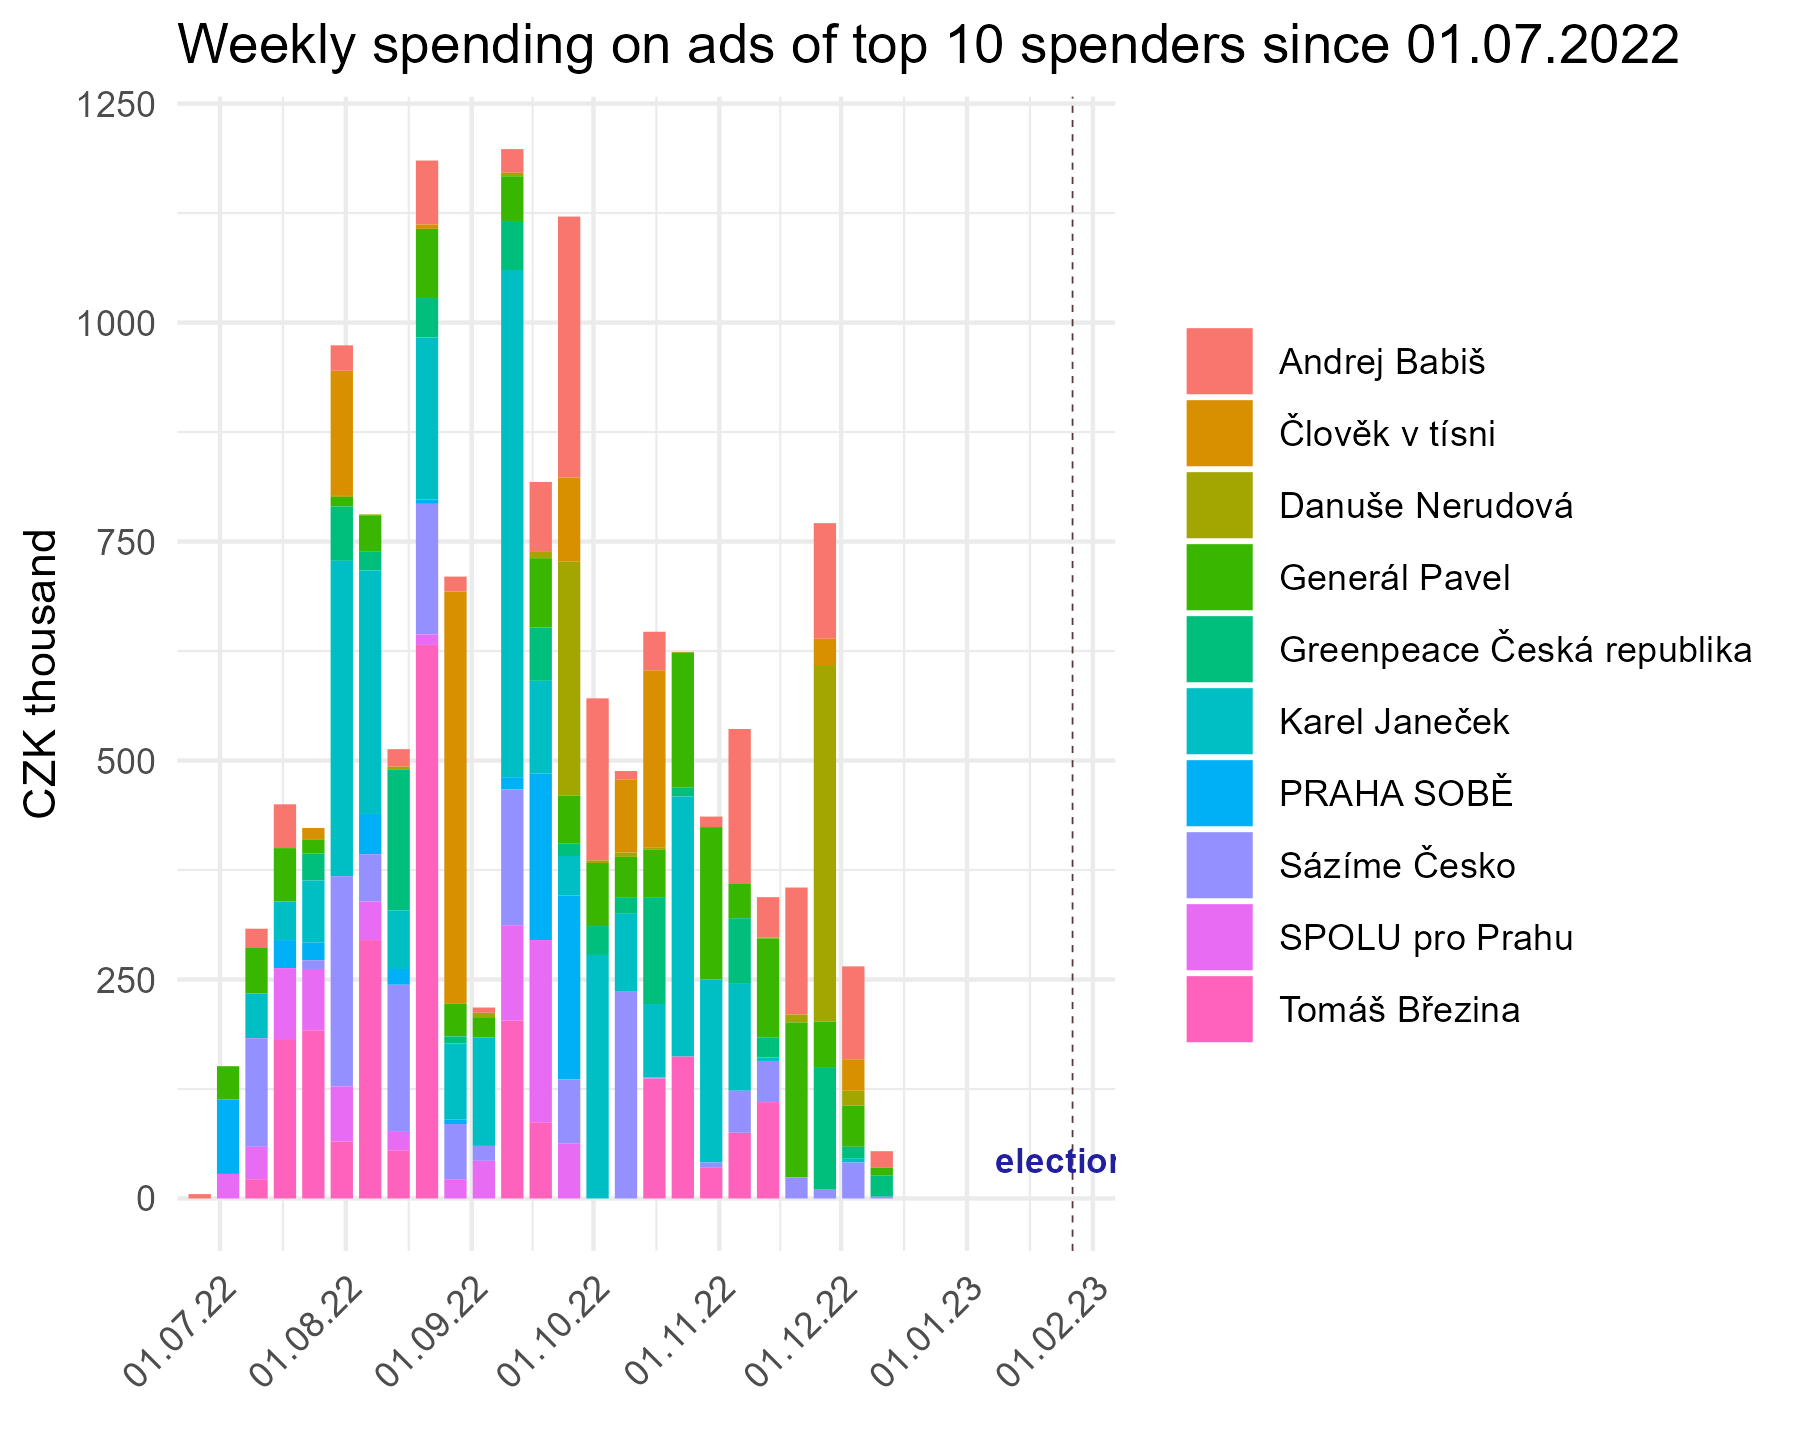 Weekly spending on ads of top 10 spenders since 01.07.2022
CZK thousand
1250
1000
750
500
250
0
election
01.07.22
01.08.22
01.09.22
01.10.22
01.11.22
01.12.22
01.01.23
01.02.23
Andrej Babiš
Člověk v tísni
Danuše Nerudová
Generál Pavel
Greenpeace Česká republika
Karel Janeček
PRAHA SOBĚ
Sázíme Česko
SPOLU pro Prahu
Tomáš Březina